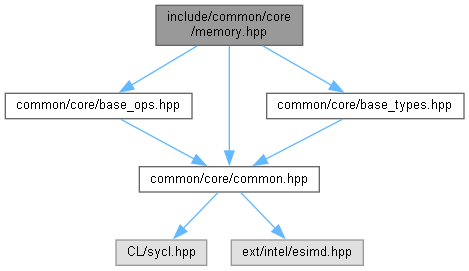 include/common/core
/memory.hpp
common/core/base_ops.hpp
common/core/base_types.hpp
common/core/common.hpp
CL/sycl.hpp
ext/intel/esimd.hpp